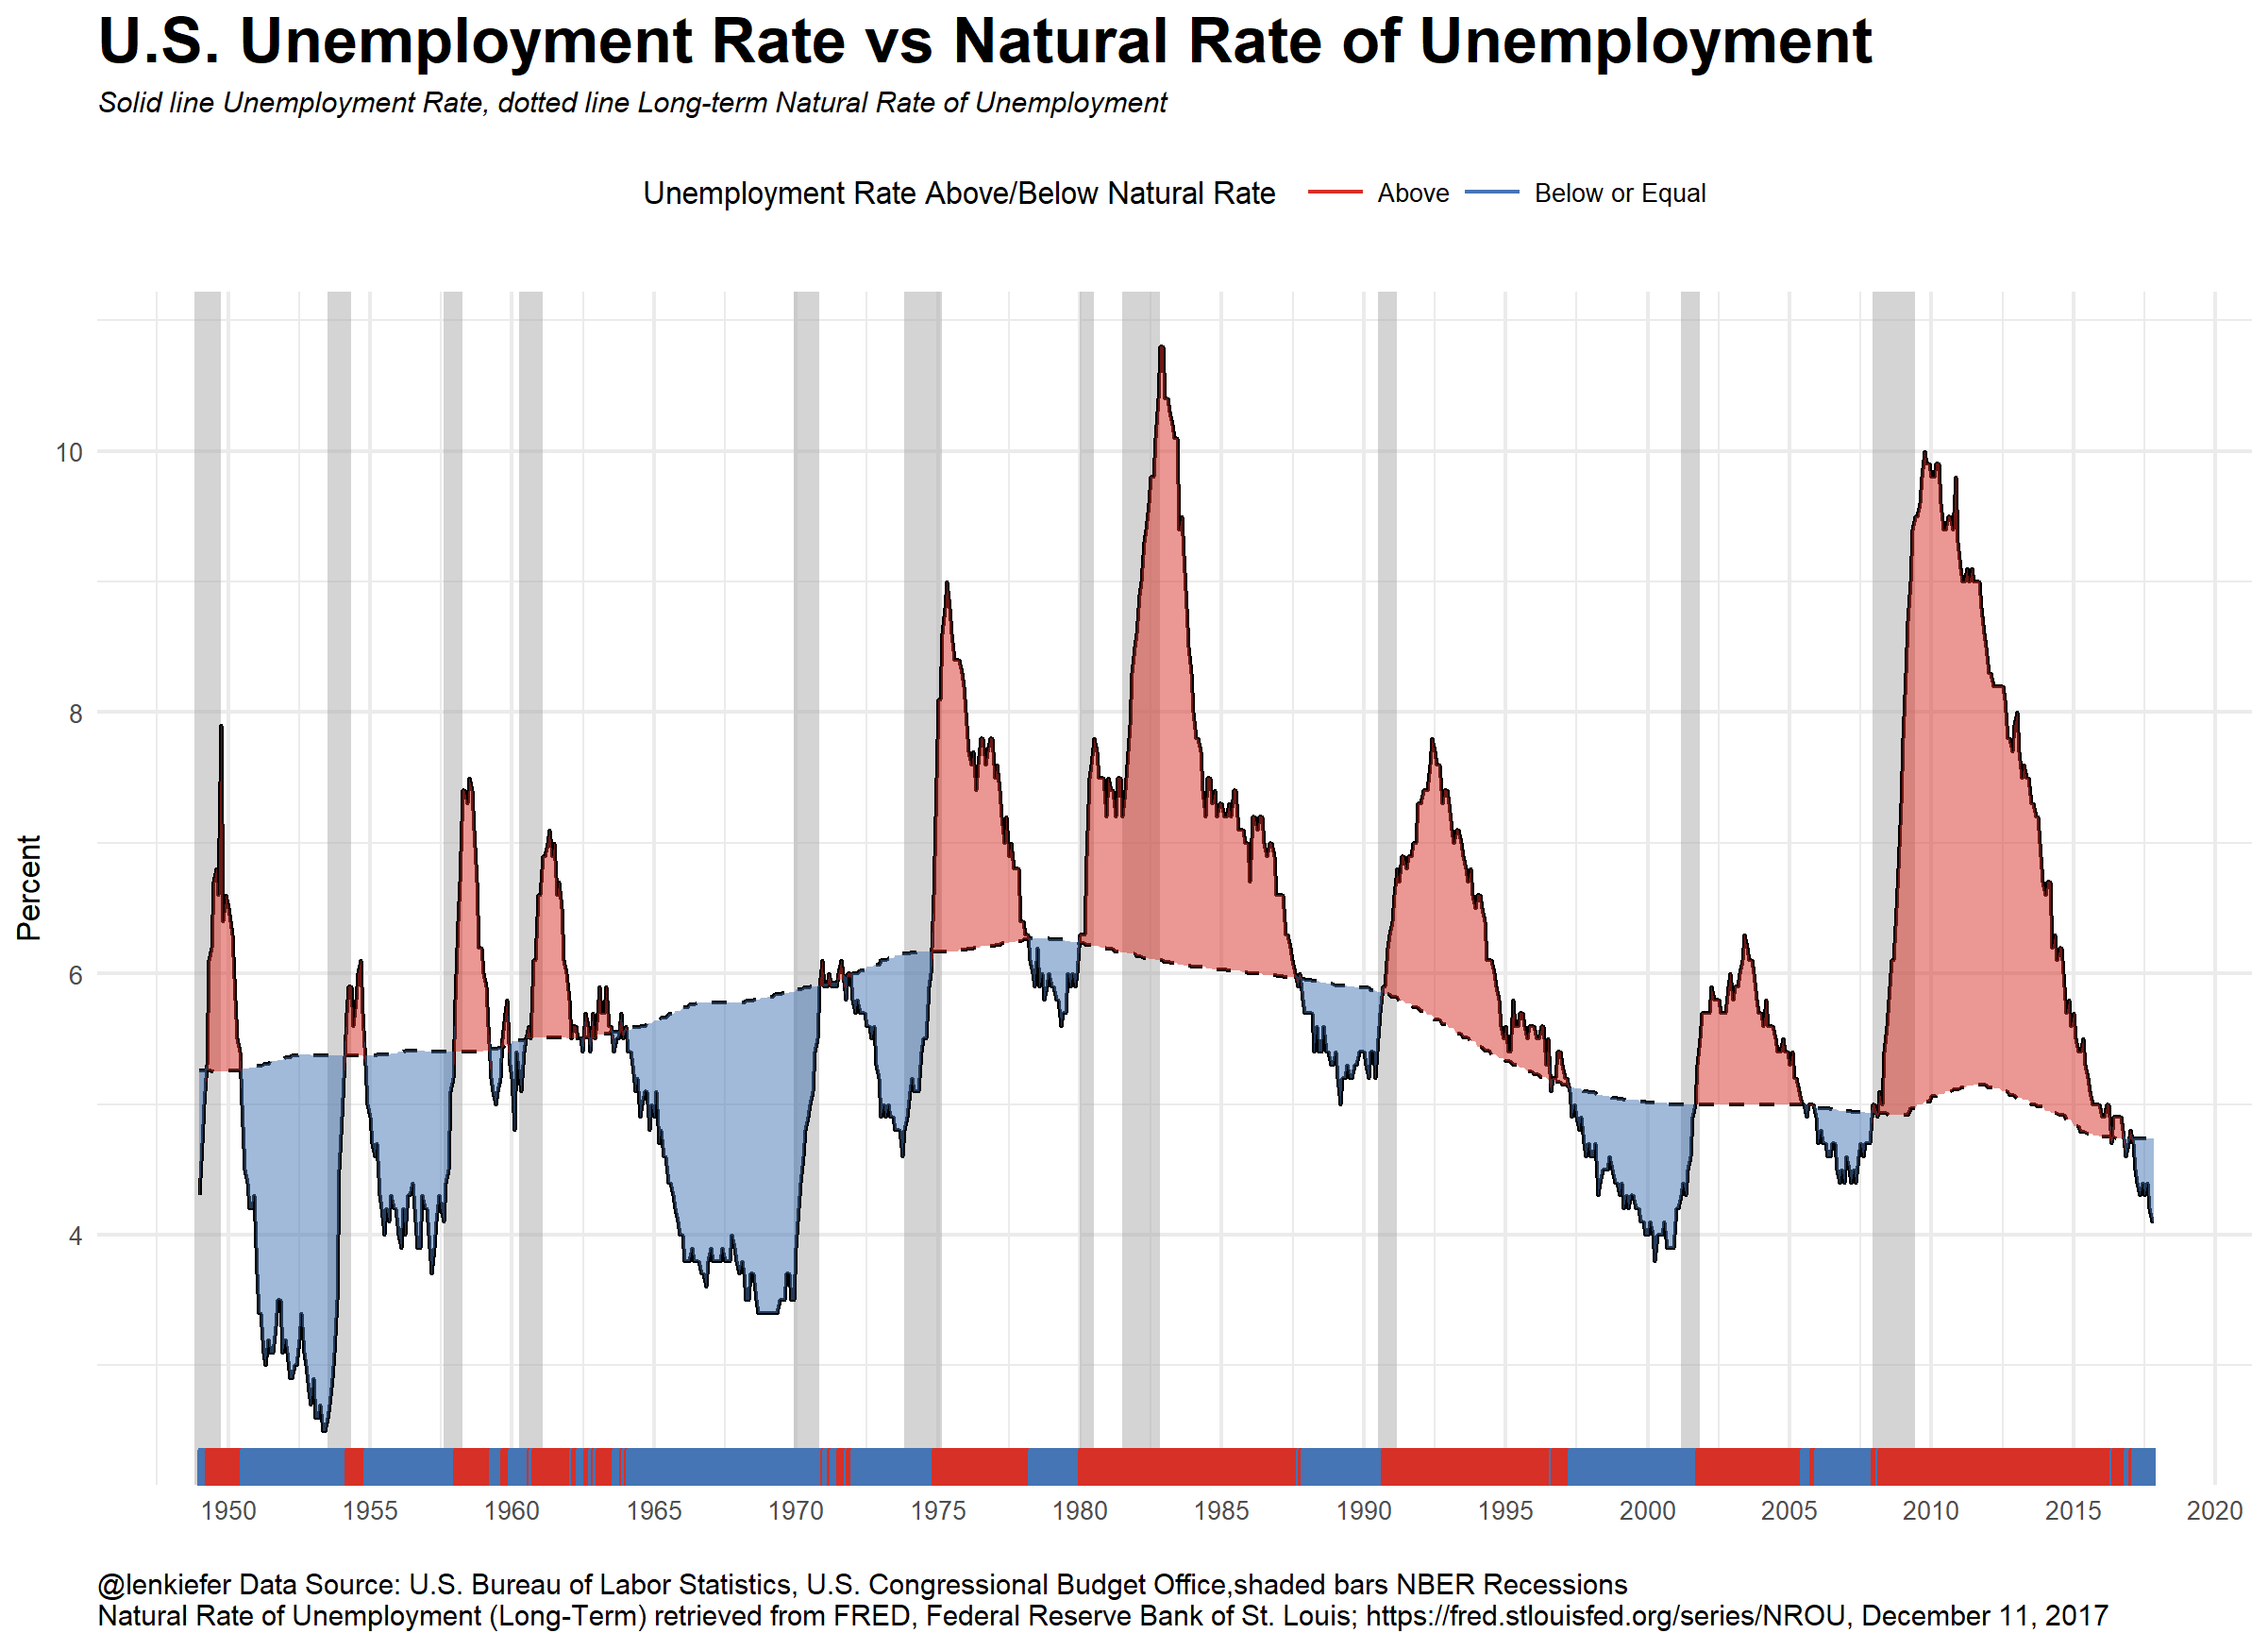 U.S. Unemployment Rate vs Natural Rate of Unemployment
Solid line Unemployment Rate, dotted line Long-term Natural Rate of Unemployment
Unemployment Rate Above/Below Natural Rate Above Below or Equal
10
8
6
4
Percent
1950 1955 1960 1965 1970 1975 1980 1985 1990 1995 2000 2005 2010 2015 2020
@lenkiefer Data Source: U.S. Bureau of Labor Statistics, U.S. Congressional Budget Office,shaded bars NBER Recessions
Natural Rate of Unemployment (Long-Term) retrieved from FRED, Federal Reserve Bank of St. Louis; https://fred.stlouisfed.org/series/NROU, December 11, 2017